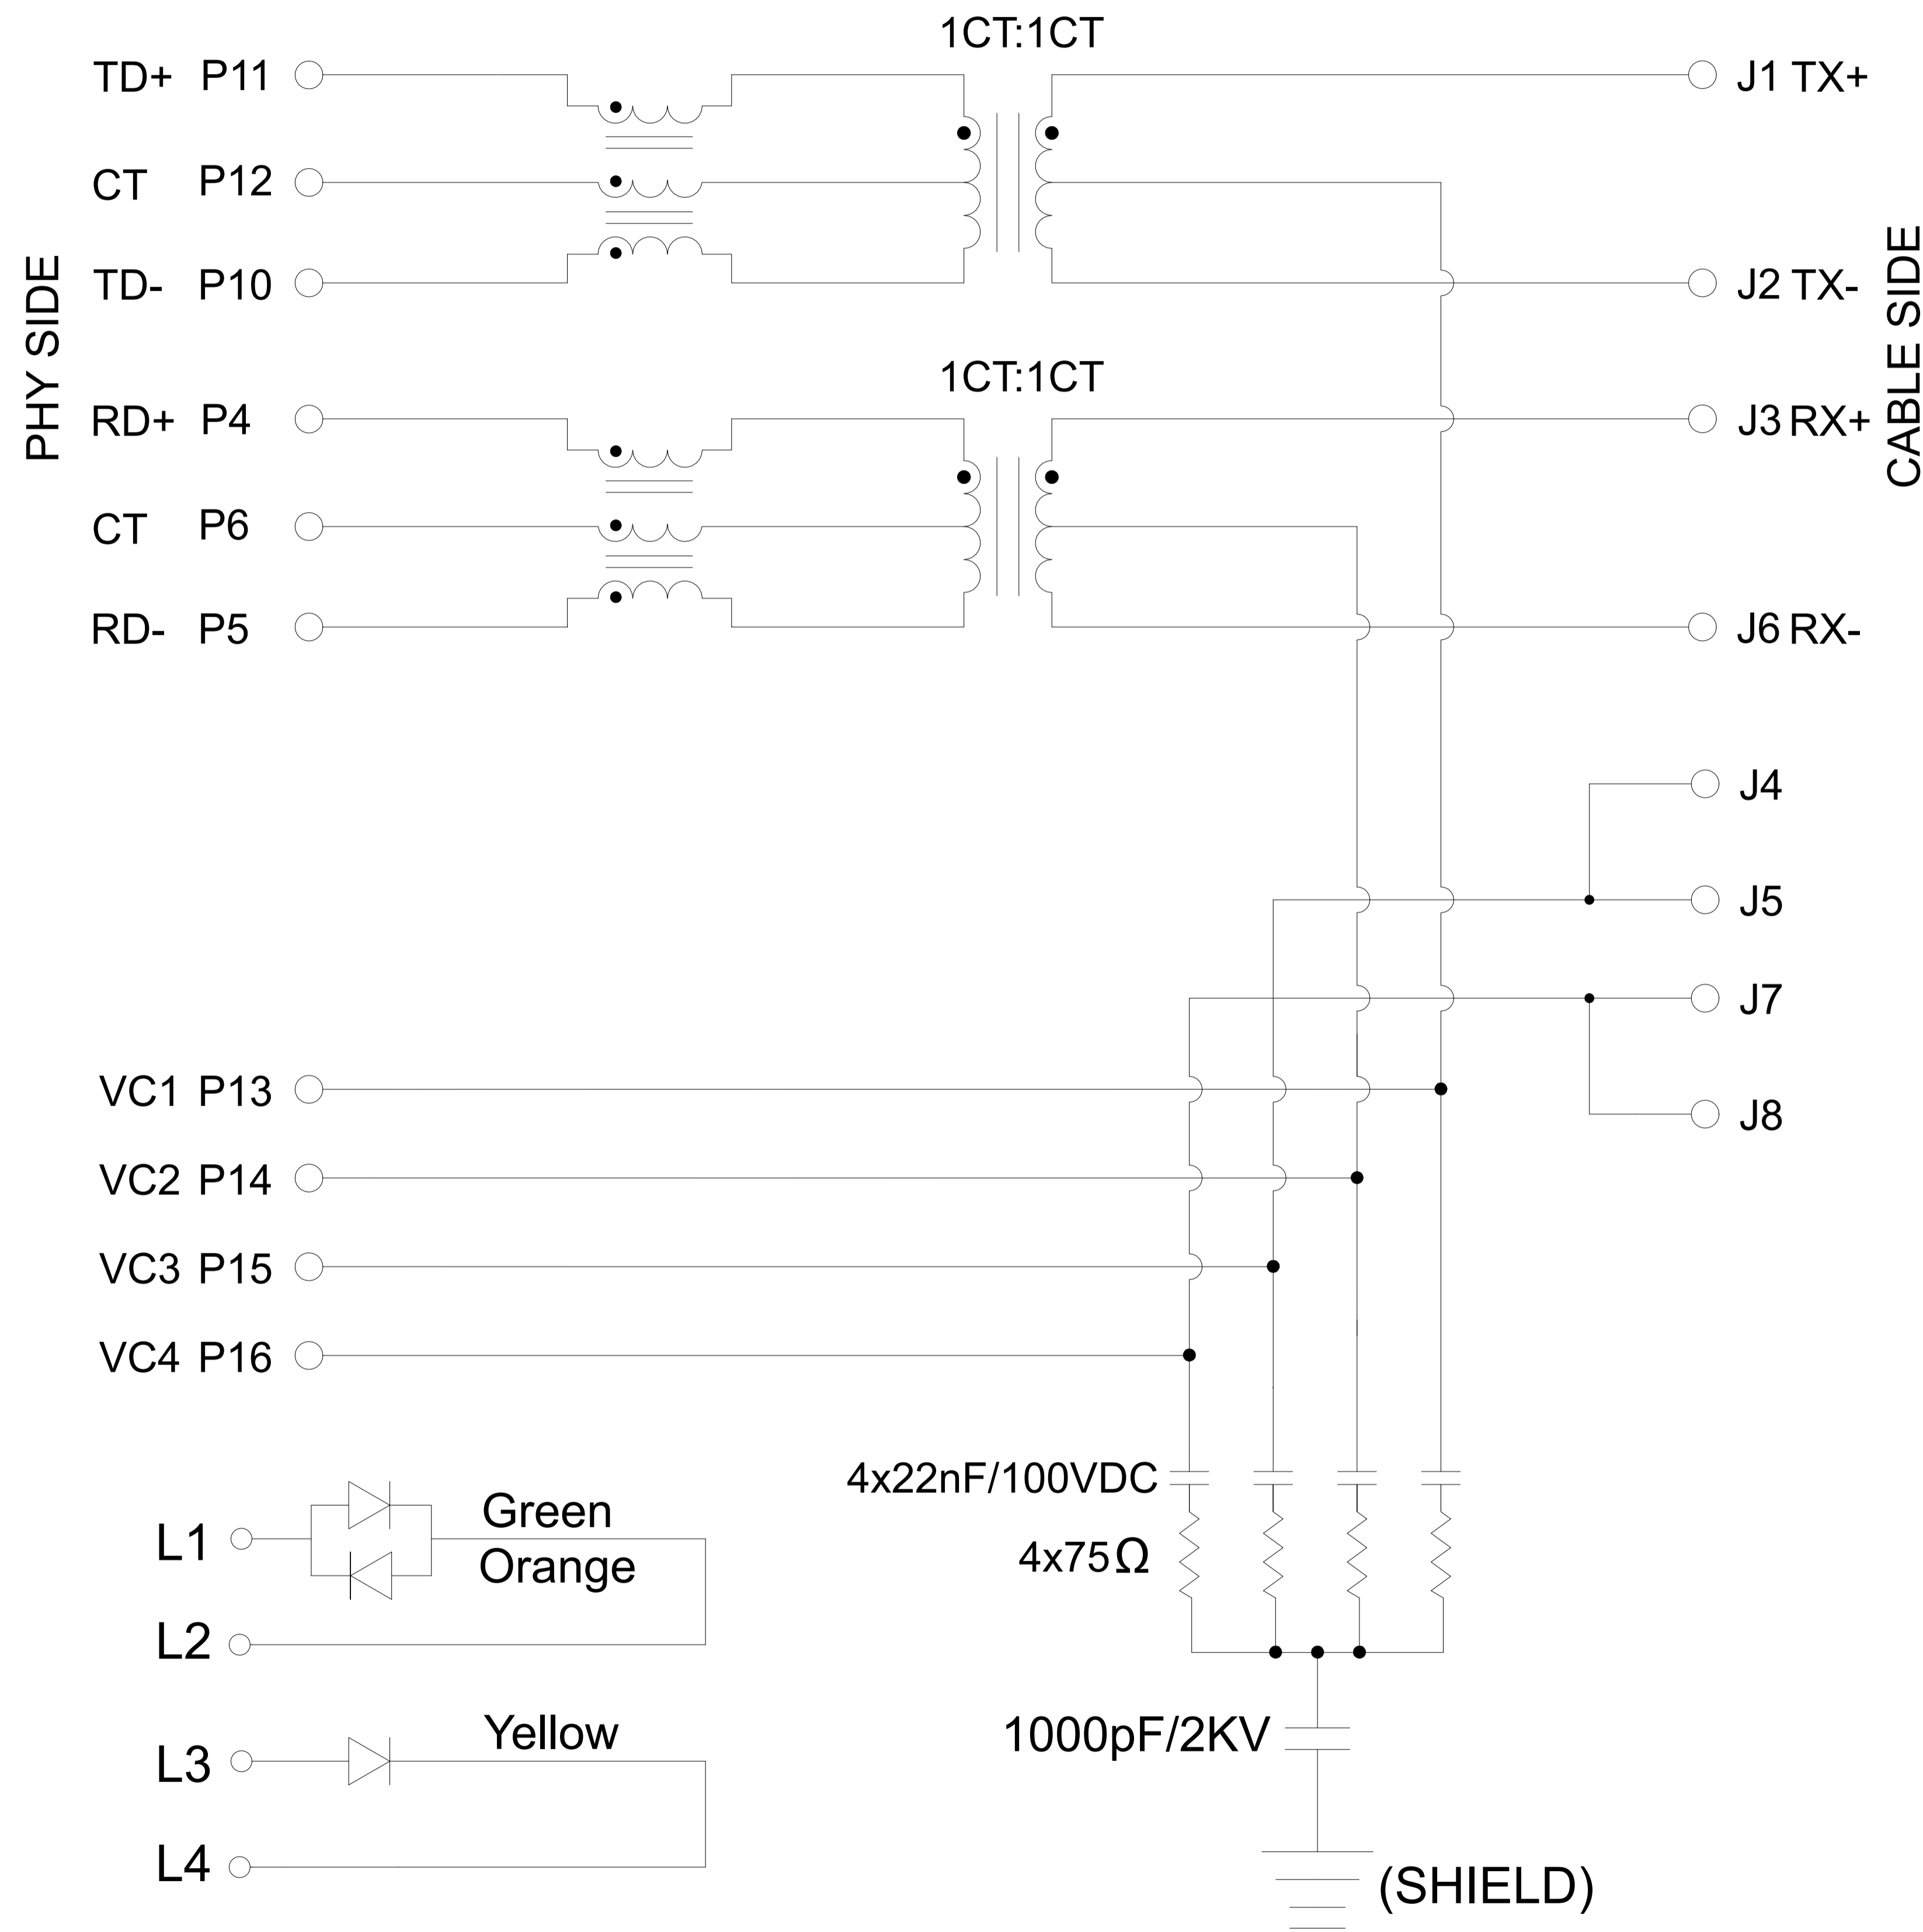 1CT:1CT
TD+ P11
J1 TX+
CT P12
TD- P10
J2 TX-
PHY SIDE
CABLE SIDE
1CT:1CT
RD+ P4
J3 RX+
CT P6
RD- P5
J6 RX-
J4
J5
J7
VC1 P13
J8
VC2 P14
VC3 P15
VC4 P16
4x22nF/100VDC
4x75Ω
Green
L1
Orange
L2
Yellow
L3
L4
1000pF/2KV
(SHIELD)